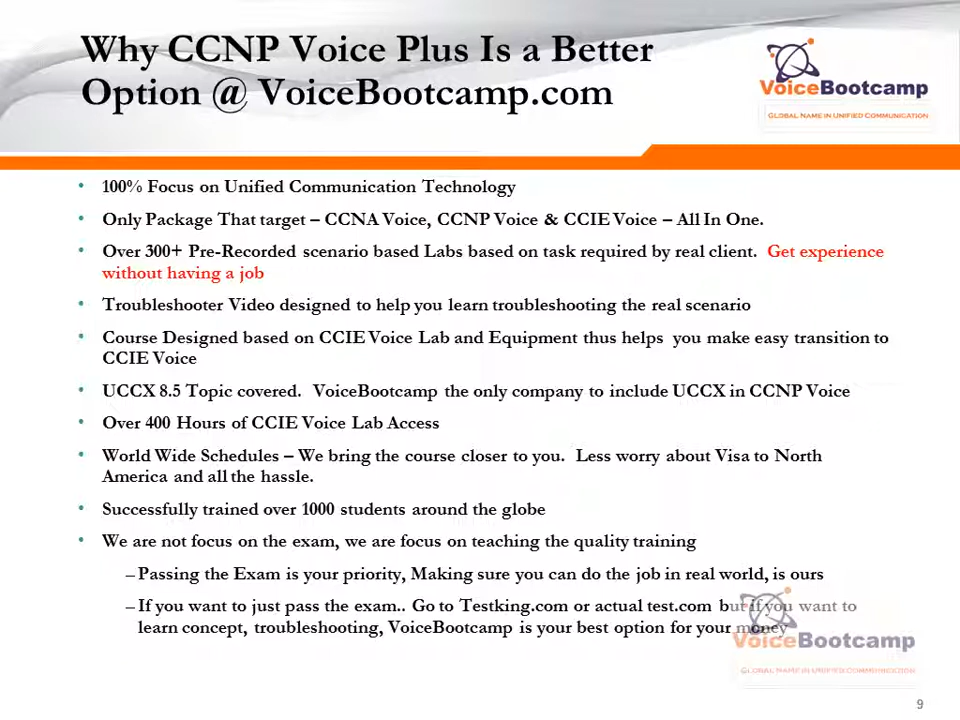 Why CCNP Voice Plus Is a Better
Option @ VoiceBootcamp.com
VoiceBootcamp
GLOBAL NAME IN UNIFIED COMMUNICATION
• 100% Focus on Unified Communication Technology
• Only Package That target – CCNA Voice, CCNP Voice & CCIE Voice – All In One.
• Over 300+ Pre-Recorded scenario based Labs based on task required by real client.  Get experience
without having a job
• Troubleshooter Video designed to help you learn troubleshooting the real scenario
• Course Designed based on CCIE Voice Lab and Equipment thus helps  you make easy transition to
CCIE Voice
• UCCX 8.5 Topic covered.  VoiceBootcamp the only company to include UCCX in CCNP Voice
• Over 400 Hours of CCIE Voice Lab Access
• World Wide Schedules – We bring the course closer to you.  Less worry about Visa to North
America and all the hassle.
• Successfully trained over 1000 students around the globe
• We are not focus on the exam, we are focus on teaching the quality training
– Passing the Exam is your priority, Making sure you can do the job in real world, is ours
– If you want to just pass the exam.. Go to Testking.com or actual test.com but if you want to
learn concept, troubleshooting, VoiceBootcamp is your best option for your money
VoiceBootcamp
GLOBAL NAME IN UNIFIED COMMUNICATION
9